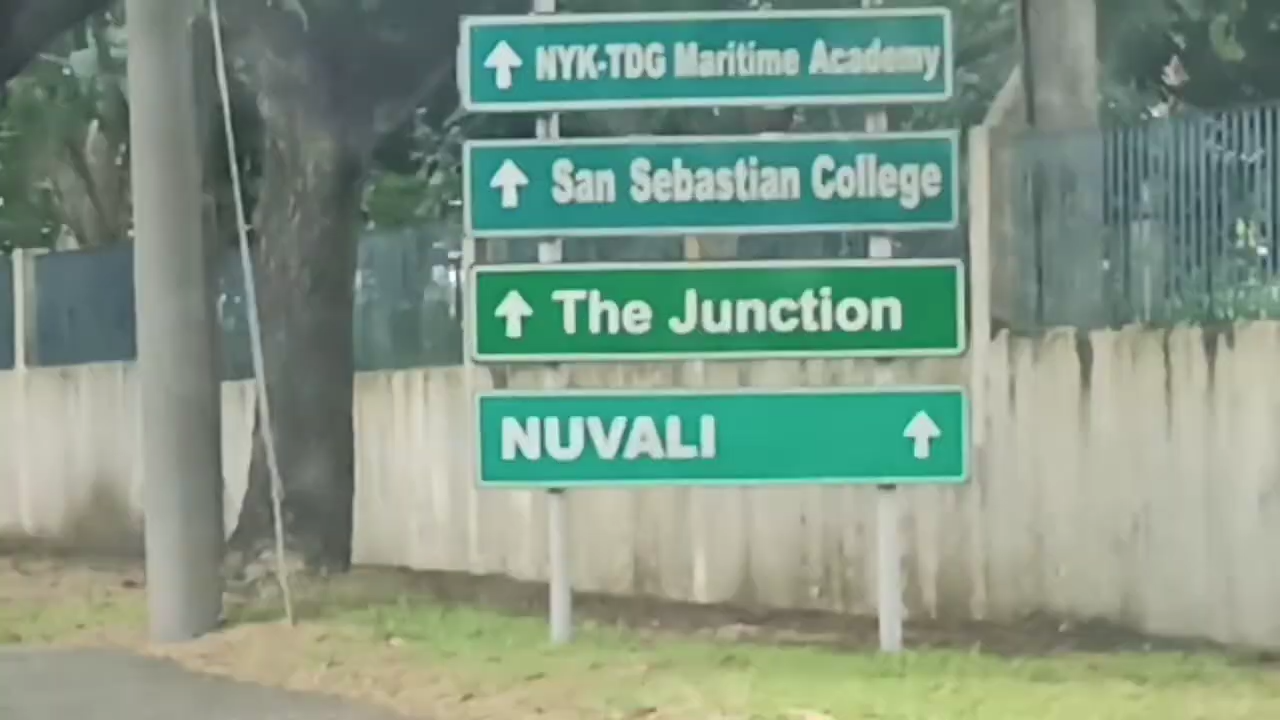 NYK-TDG Maritime Academy
San Sebastian College
The Junction
NUVALI